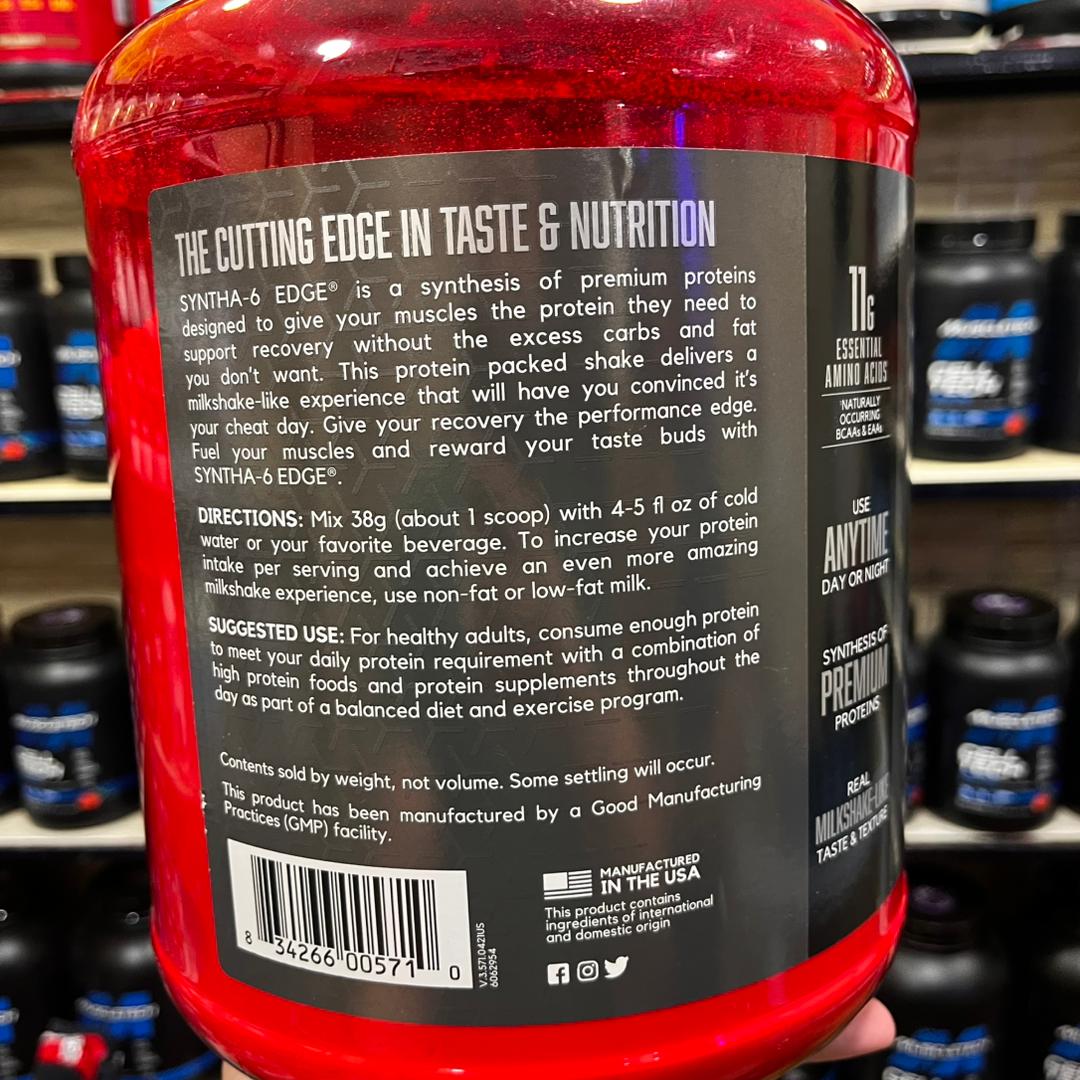 THE CUTTING EDGE IN TASTE & NUTRITION
SYNTHA-6 EDGE® is a synthesis of premium proteins
designed to give your muscles the protein they need to
support recovery without the excess carbs and fat
you don't want. This protein packed shake delivers a
milkshake-like experience that will have you convinced it's
your cheat day. Give your recovery the performance edge.
Fuel your muscles and reward your taste buds with
SYNTHA-6 EDGE®.
DIRECTIONS: Mix 38g (about 1 scoop) with 4-5 fl oz of cold
water or your favorite beverage. To increase your protein
intake per serving and achieve an even more amazing
milkshake experience, use non-fat or low-fat milk.
SUGGESTED USE: For healthy adults, consume enough protein
to meet your daily protein requirement with a combination of
high protein foods and protein supplements throughout the
day as part of a balanced diet and exercise program.
Contents sold by weight, not volume. Some settling will occur.
This product has been manufactured by a Good Manufacturing
Practices (GMP) facility.
8 34266 00571 0
V.3.571.0421US
6062954
MANUFACTURED
IN THE USA
This product contains
ingredients of international
and domestic origin
11G
ESSENTIAL
AMINO ACIDS
*NATURALLY
OCCURRING
BCAAs & EAAs
USE
ANYTIME
DAY OR NIGHT
SYNTHESIS OF
PREMIUM
PROTEINS
REAL
MILKSHAKE-LIKE
TASTE & TEXTURE